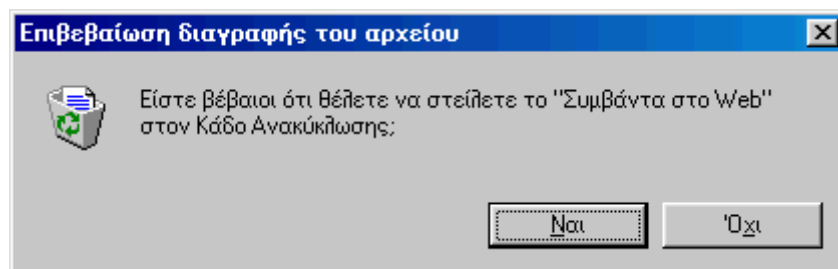 Επιβεβαίωση διαγραφής του αρχείου
Είστε βέβαιοι ότι θέλετε να στείλετε το "Συμβάντα στο Web"
στον Κάδο Ανακύκλωσης;
Ναι Όχι